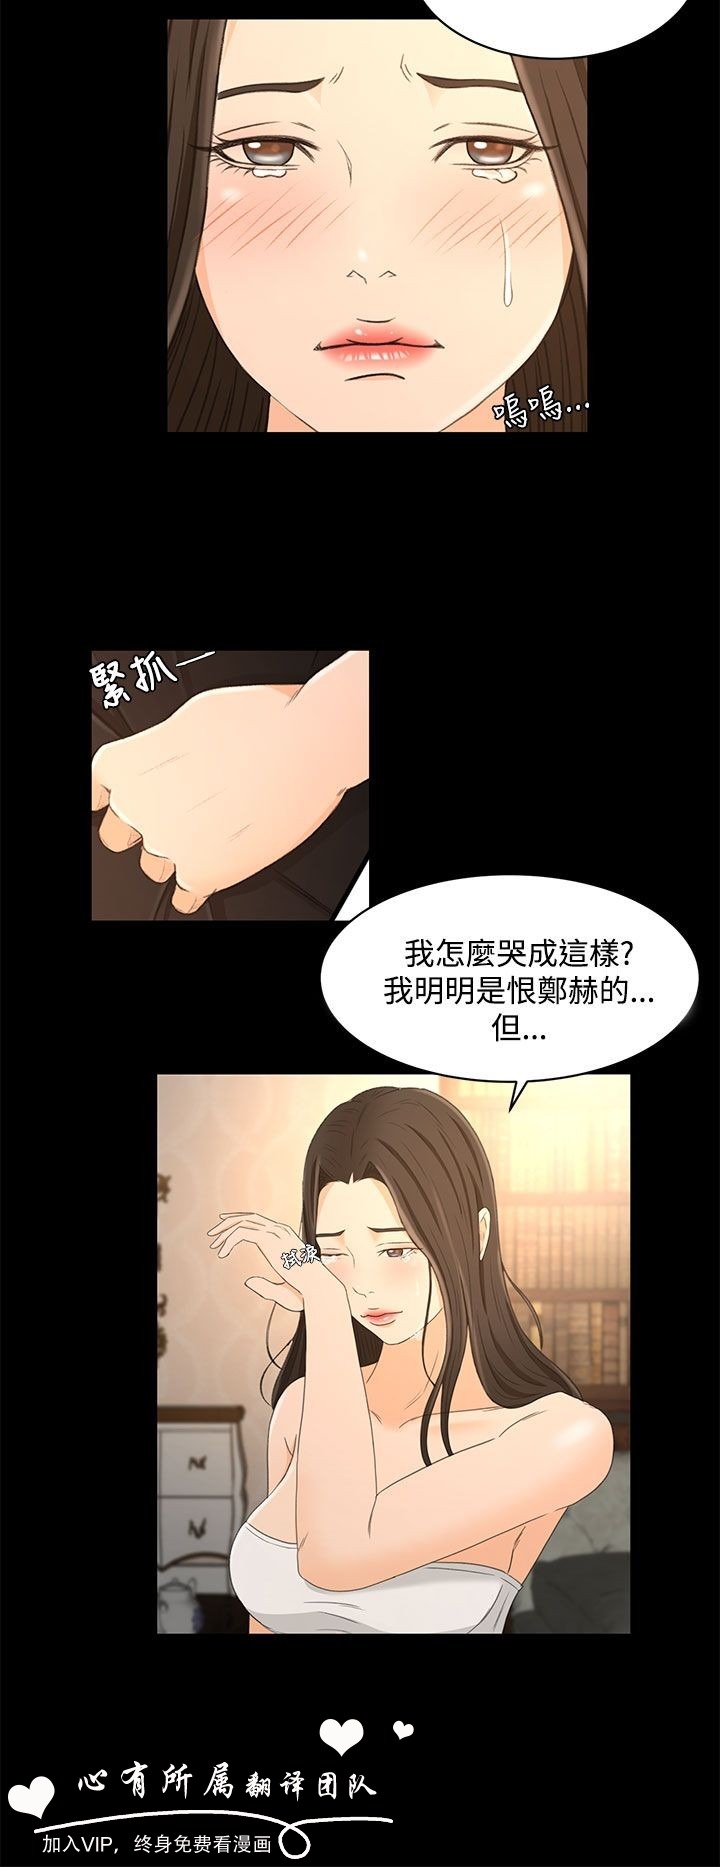 嗚嗚...
緊抓一
我怎麼哭成這樣?
我明明是恨鄭赫的...
但...
拭淚
心有所属翻译团队
加入VIP，终身免费看漫画